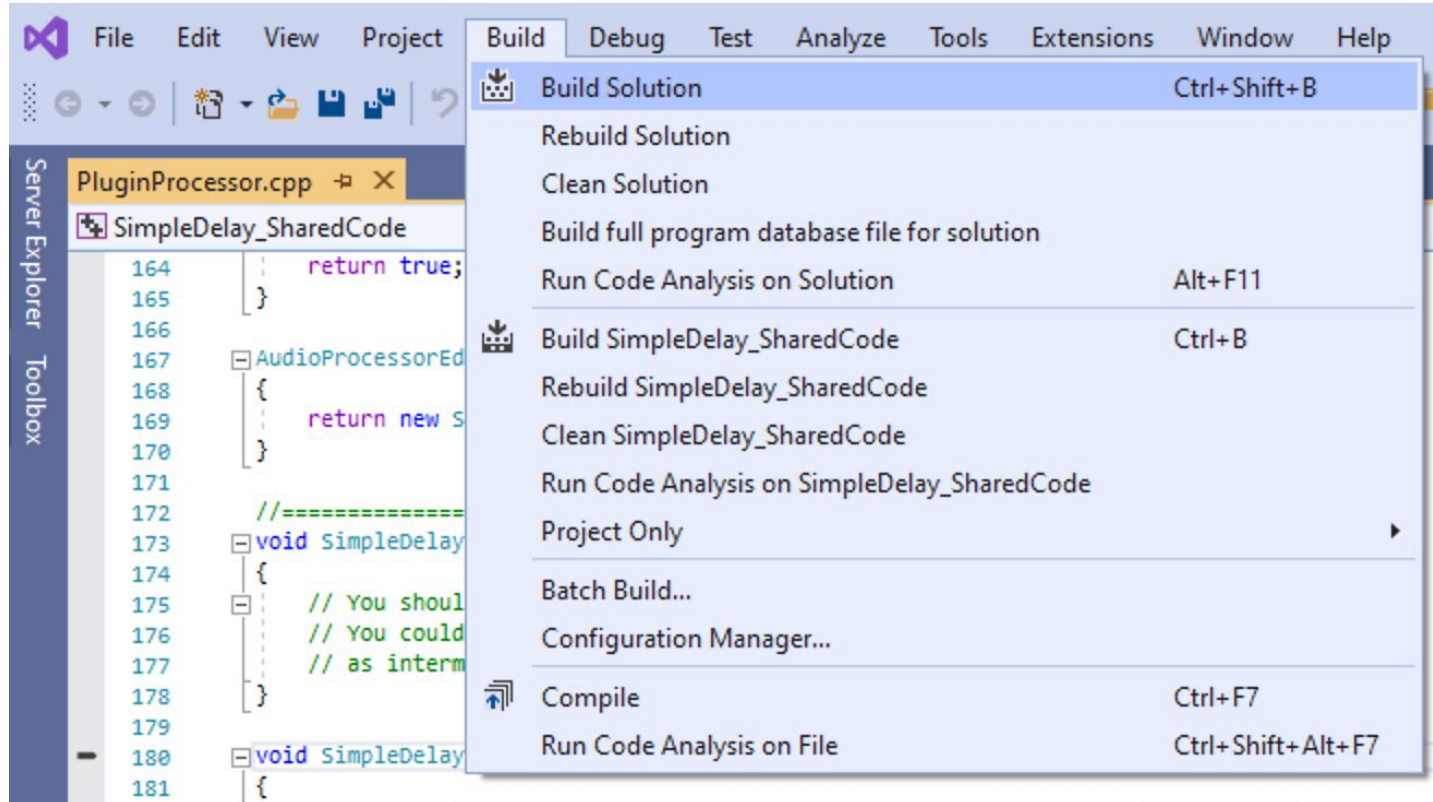 File Edit View Project Build Debug Test Analyze Tools Extensions Window Help
Build Solution Ctrl+Shift+B
Rebuild Solution
Clean Solution
Build full program database file for solution
Run Code Analysis on Solution Alt+F11
Build SimpleDelay_SharedCode Ctrl+B
Rebuild SimpleDelay_SharedCode
Clean SimpleDelay_SharedCode
Run Code Analysis on SimpleDelay_SharedCode
Project Only
Batch Build...
Configuration Manager...
Compile Ctrl+F7
Run Code Analysis on File Ctrl+Shift+Alt+F7
Server Explorer
Toolbox
PluginProcessor.cpp
SimpleDelay_SharedCode
164 return true;
165 }
166
167 AudioProcessorEd
168 {
169 return new S
170 }
171
172 //==============
173 void SimpleDelay
174 {
175 // You shoul
176 // You could
177 // as interm
178 }
179
180 void SimpleDelay
181 {